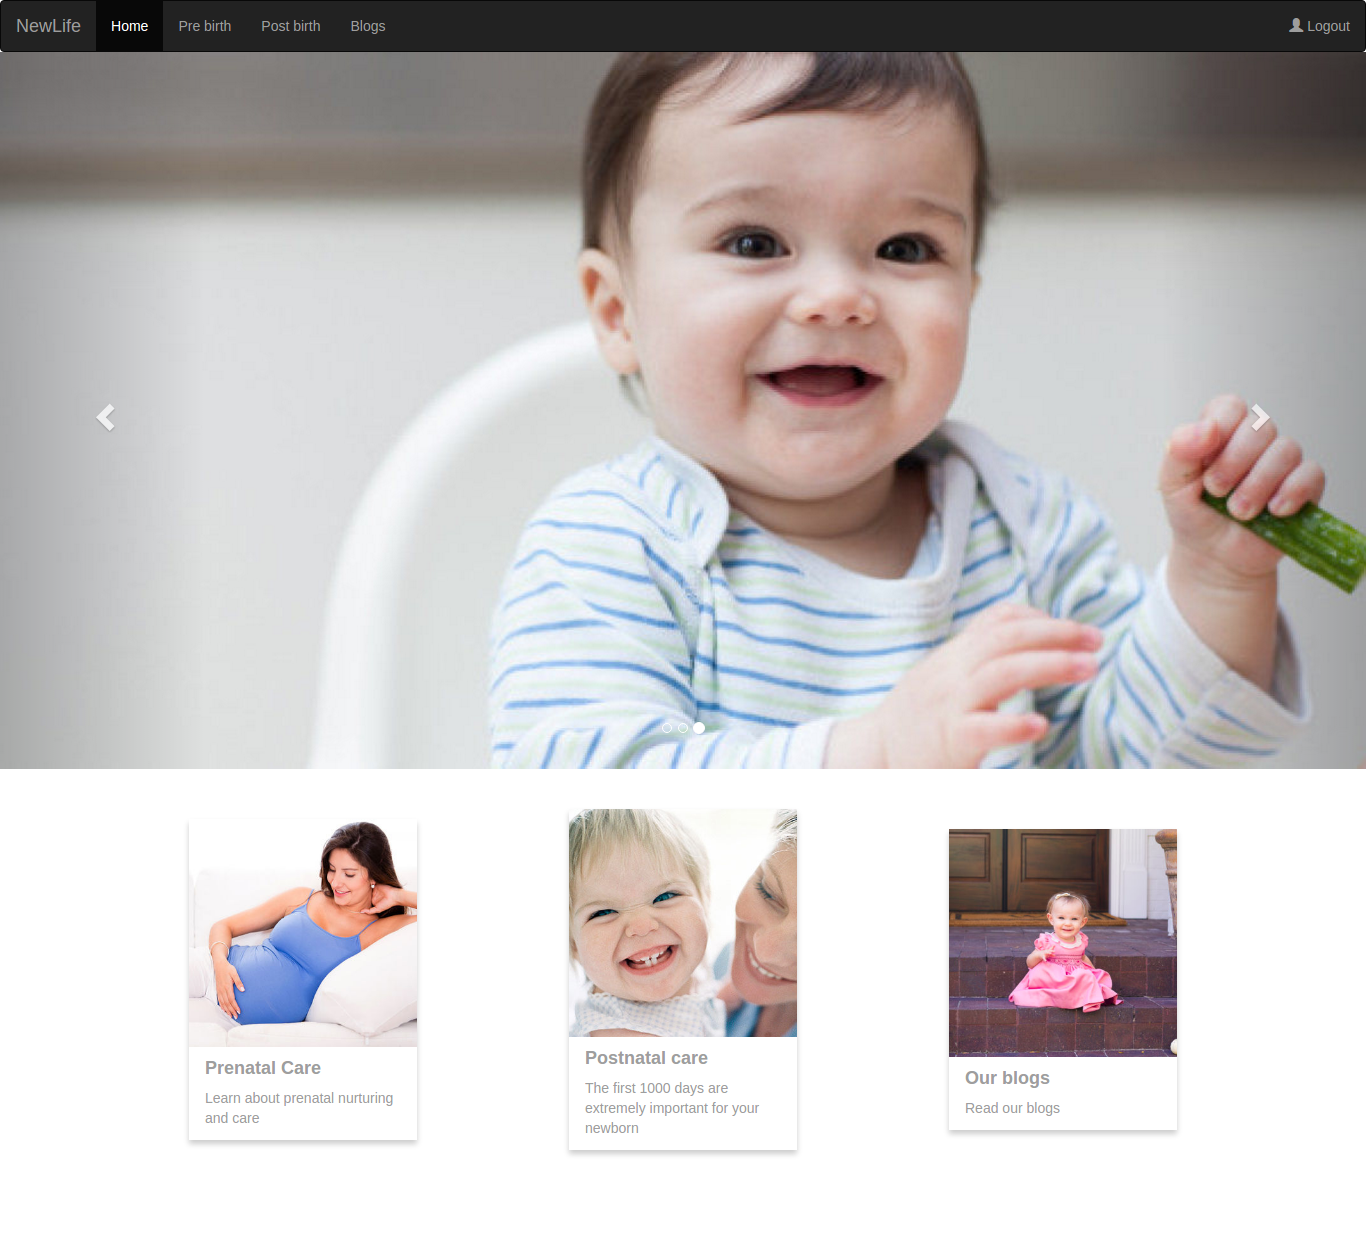 NewLife Home Pre birth Post birth Blogs Logout
Prenatal Care
Learn about prenatal nurturing
and care
Postnatal care
The first 1000 days are
extremely important for your
newborn
Our blogs
Read our blogs